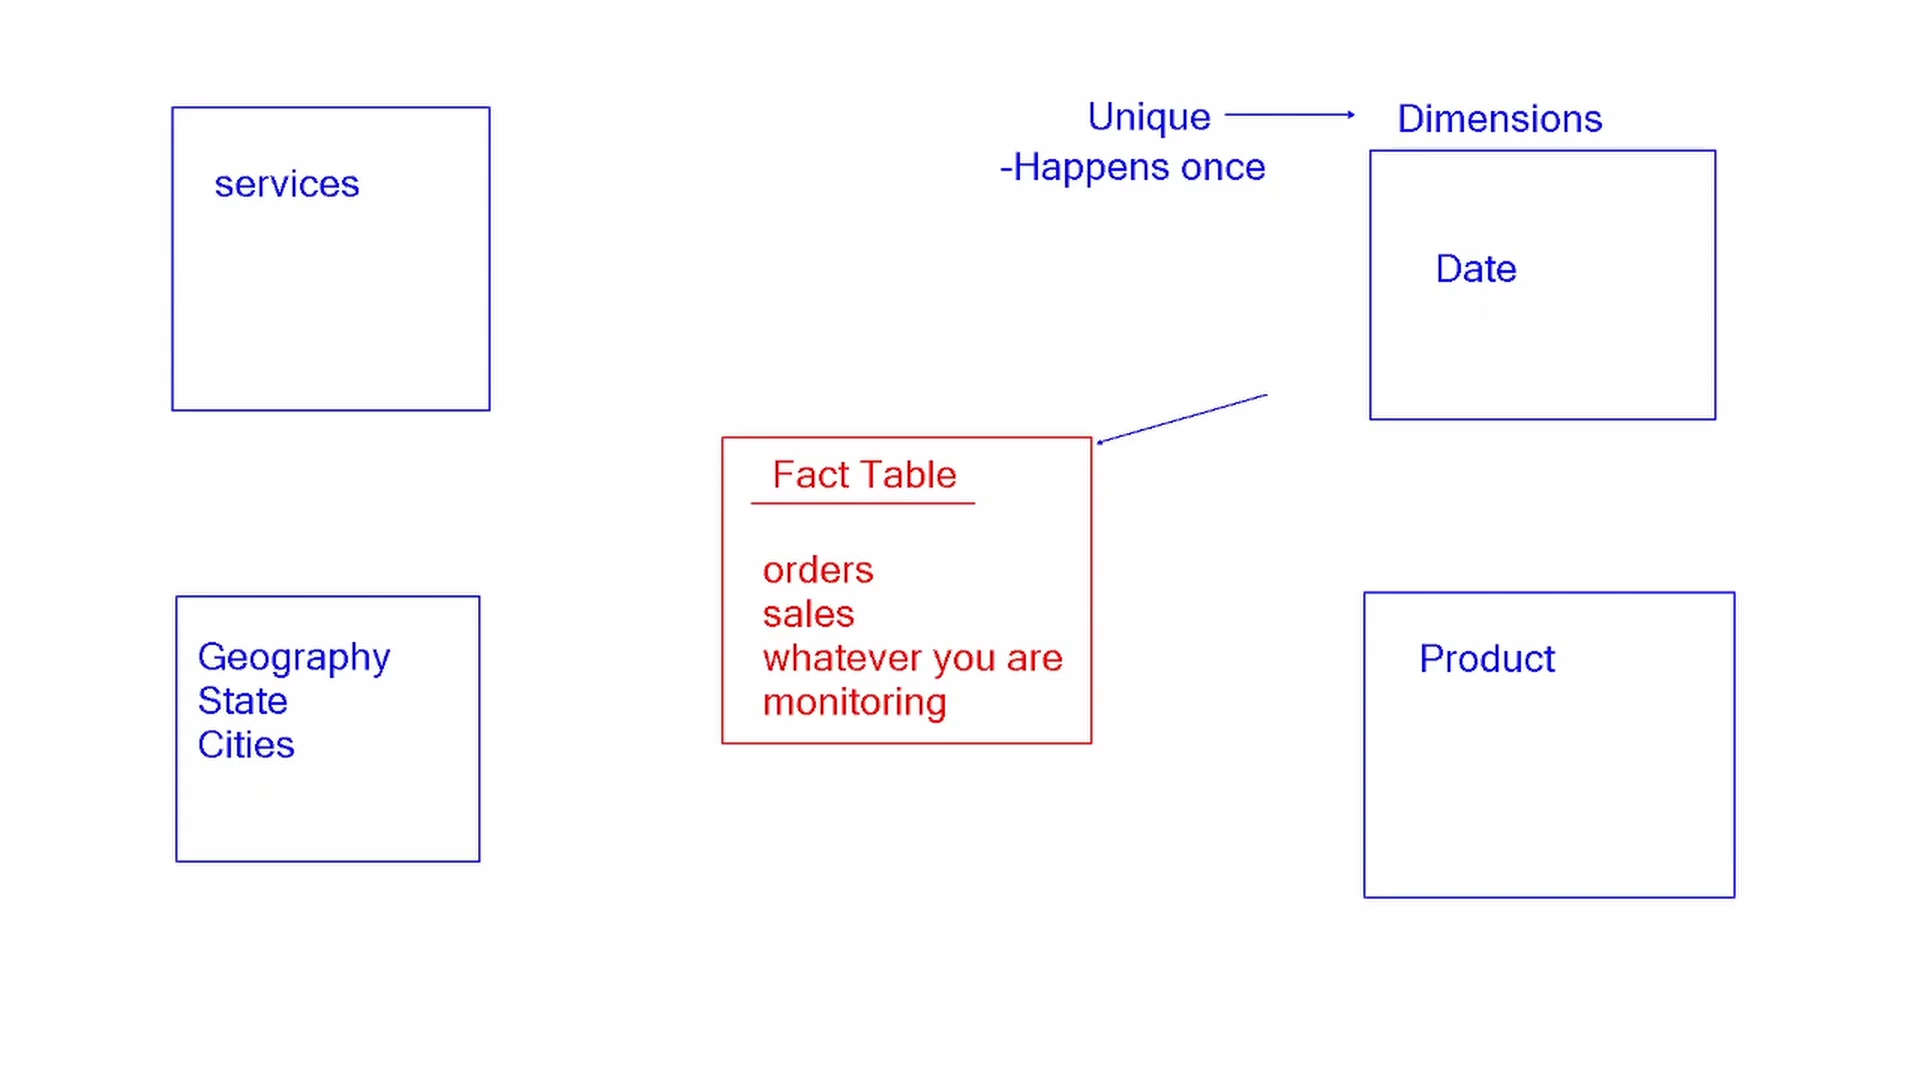 Unique
-Happens once
Dimensions
services
Date
Fact Table
orders
sales
whatever you are
monitoring
Geography
State
Cities
Product